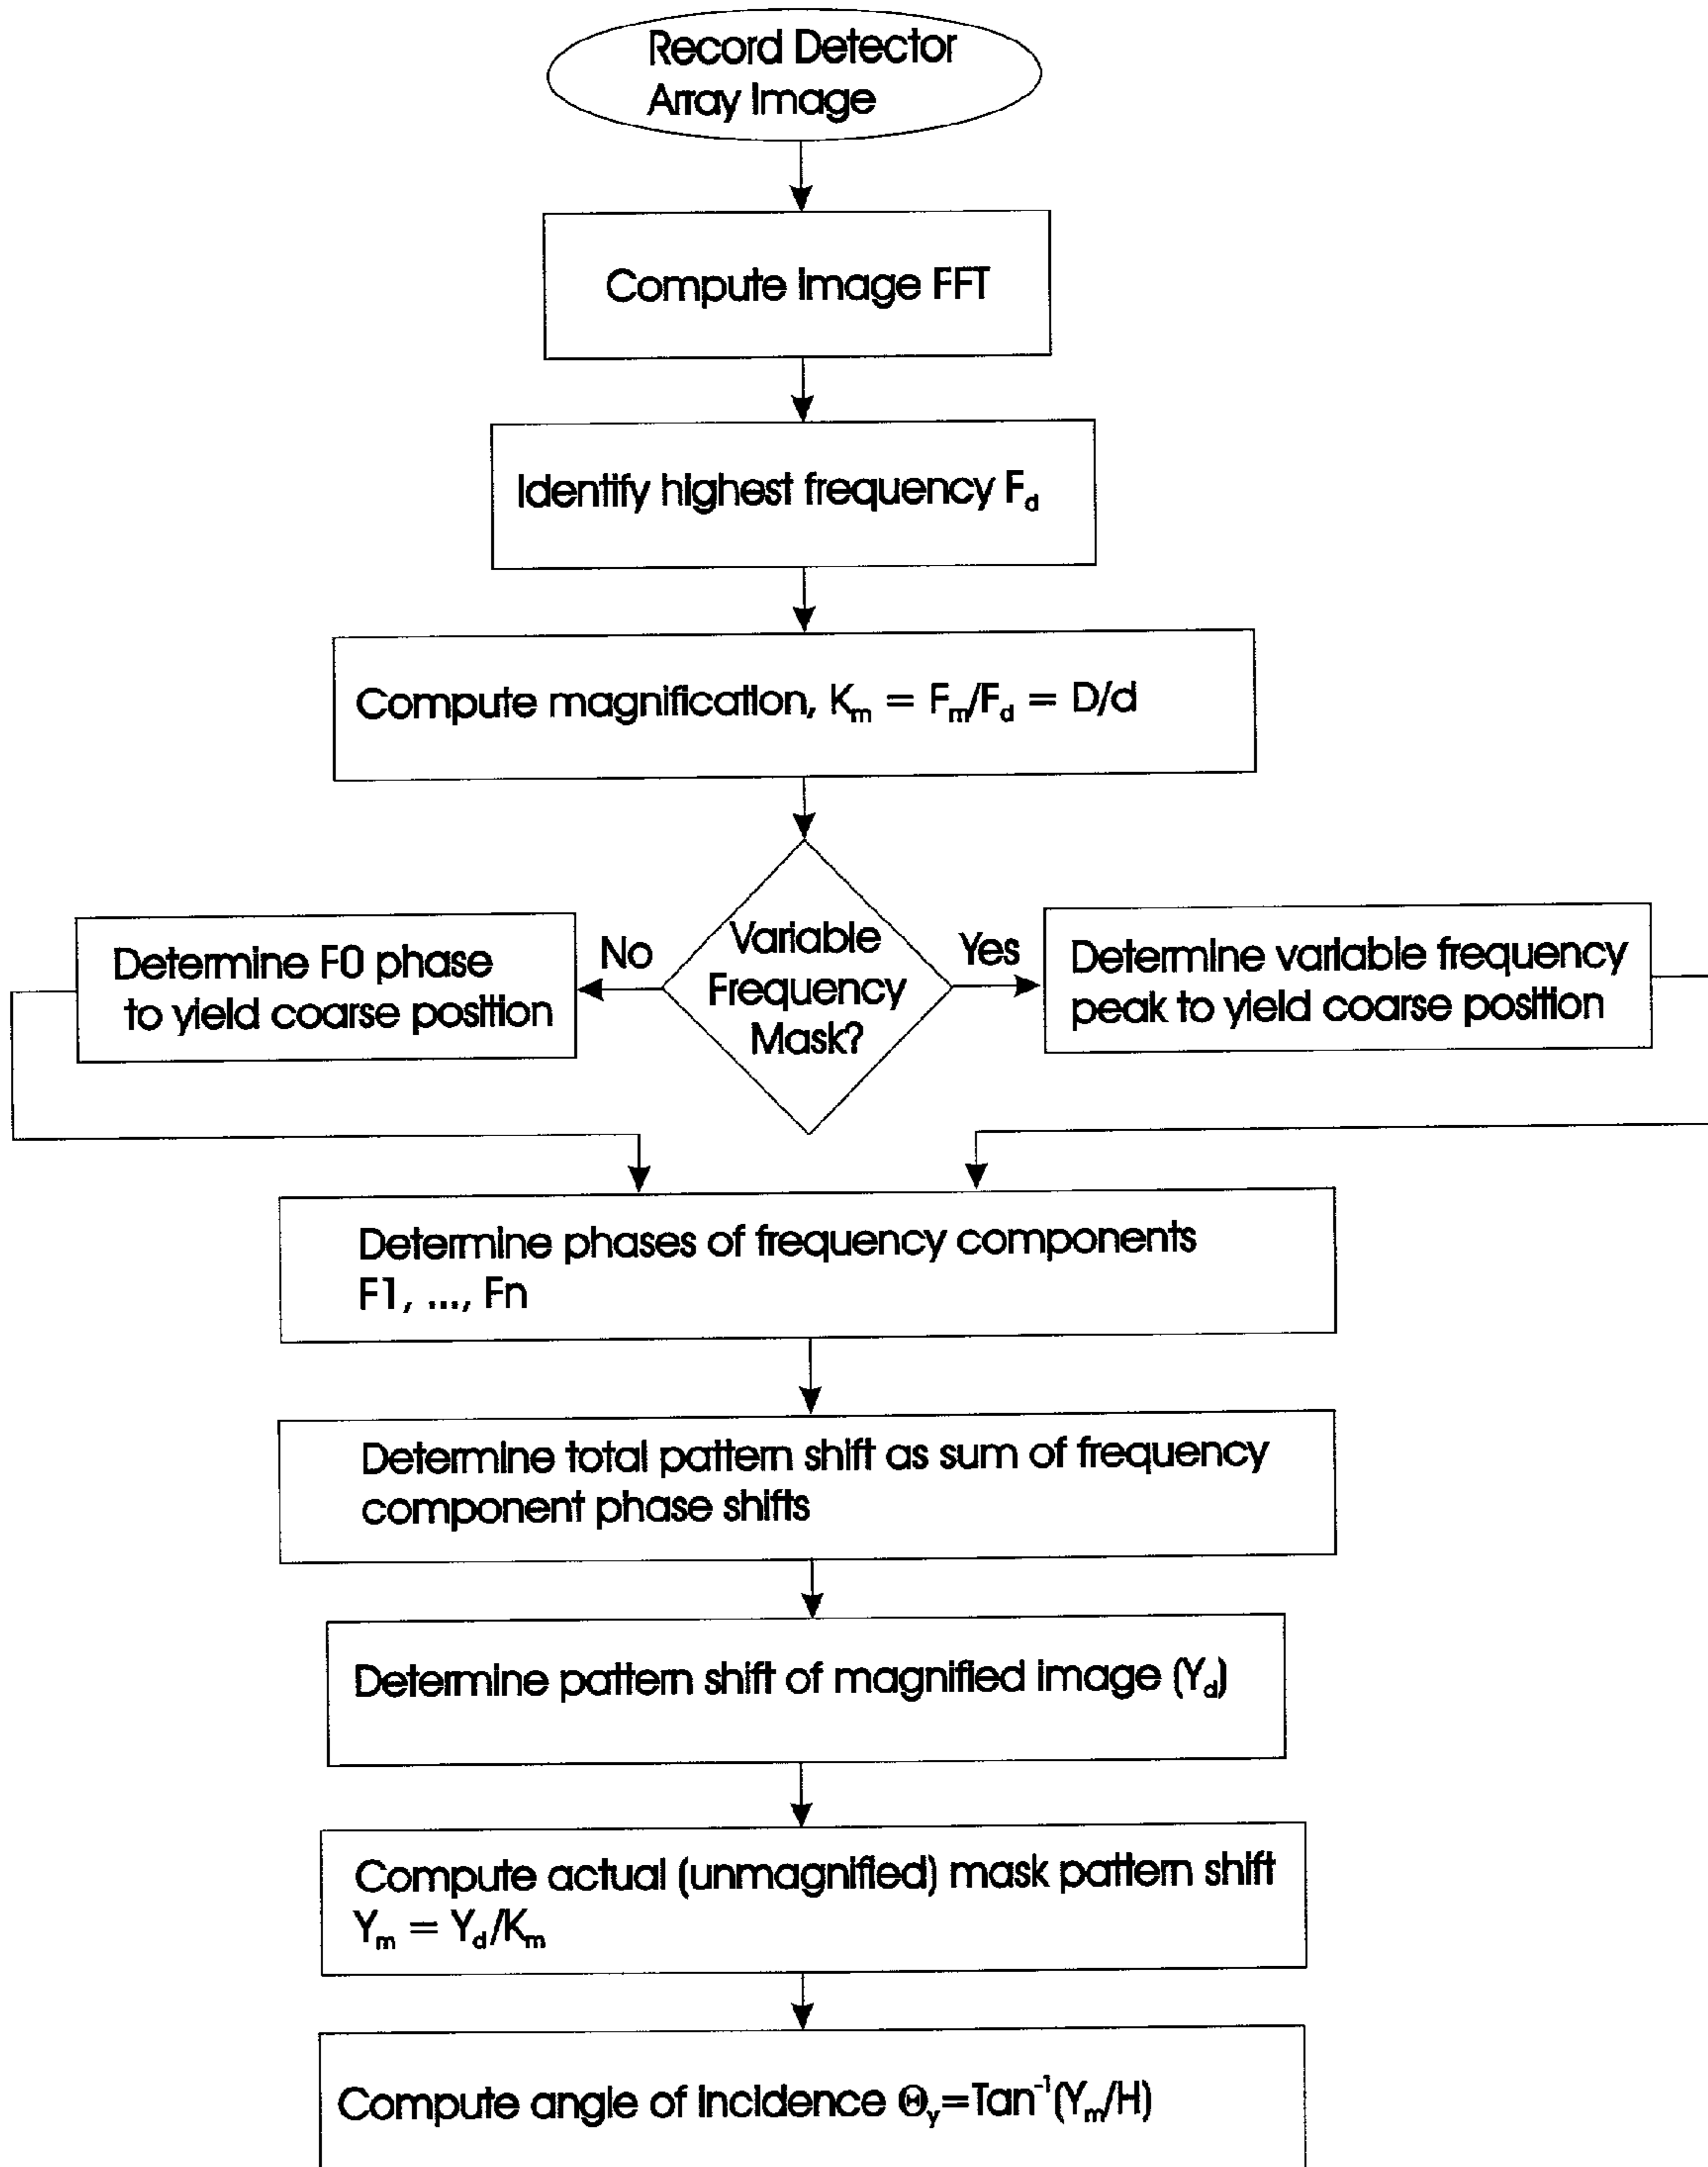 Record Detector
Array Image
Compute Image FFT
Identify highest frequency F_d
Compute magnification, K_m = F_m/F_d = D/d
Variable
Frequency
Mask?
No
Yes
Determine F0 phase
to yield coarse position
Determine variable frequency
peak to yield coarse position
Determine phases of frequency components
F1, ..., Fn
Determine total pattern shift as sum of frequency
component phase shifts
Determine pattern shift of magnified image (Y_d)
Compute actual (unmagnified) mask pattern shift
Y_m = Y_d/K_m
Compute angle of incidence Θ_y=Tan⁻¹(Y_m/H)